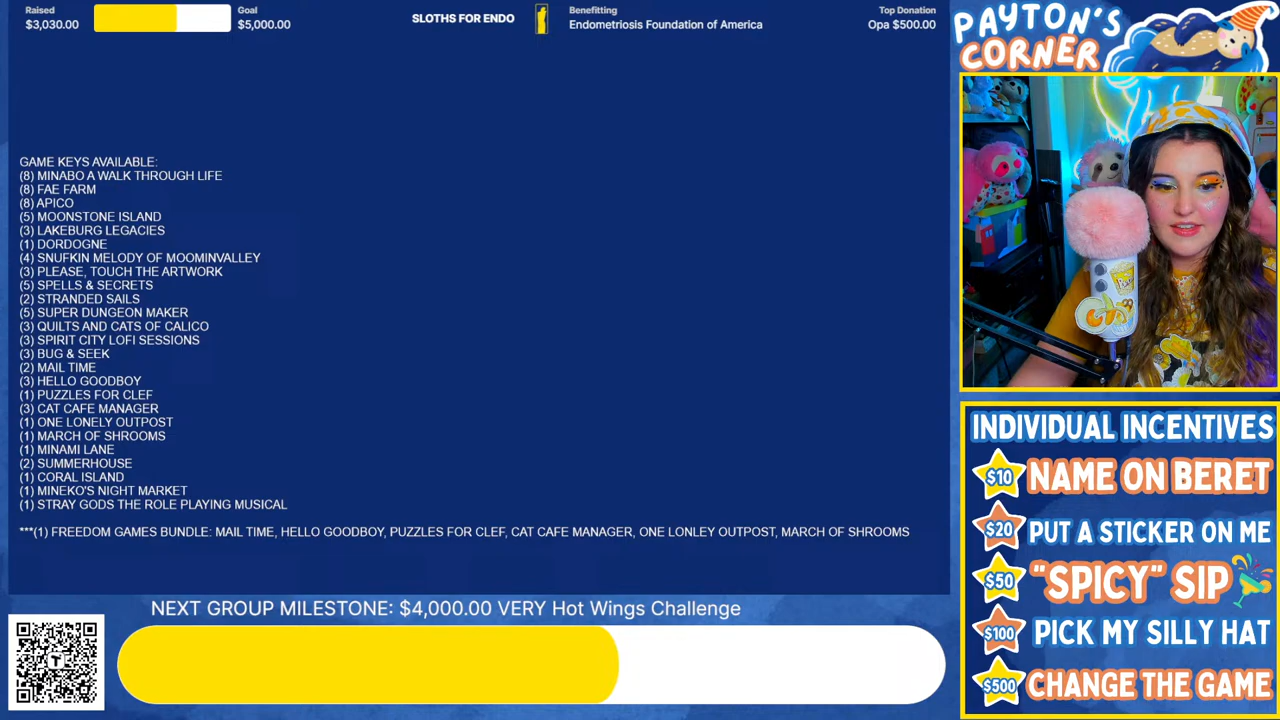 Raised
$3,030.00
Goal
$5,000.00
SLOTHS FOR ENDO
Benefitting
Endometriosis Foundation of America
Top Donation
Opa $500.00
PAYTON'S
CORNER
GAME KEYS AVAILABLE:
(8) MINABO A WALK THROUGH LIFE
(8) FAE FARM
(8) APICO
(5) MOONSTONE ISLAND
(3) LAKEBURG LEGACIES
(1) DORDOGNE
(4) SNUFKIN MELODY OF MOOMINVALLEY
(3) PLEASE, TOUCH THE ARTWORK
(5) SPELLS & SECRETS
(2) STRANDED SAILS
(5) SUPER DUNGEON MAKER
(3) QUILTS AND CATS OF CALICO
(3) SPIRIT CITY LOFI SESSIONS
(3) BUG & SEEK
(2) MAIL TIME
(3) HELLO GOODBOY
(1) PUZZLES FOR CLEF
(3) CAT CAFE MANAGER
(1) ONE LONELY OUTPOST
(1) MARCH OF SHROOMS
(1) MINAMI LANE
(2) SUMMERHOUSE
(1) CORAL ISLAND
(1) MINEKO'S NIGHT MARKET
(1) STRAY GODS THE ROLE PLAYING MUSICAL
***(1) FREEDOM GAMES BUNDLE: MAIL TIME, HELLO GOODBOY, PUZZLES FOR CLEF, CAT CAFE MANAGER, ONE LONLEY OUTPOST, MARCH OF SHROOMS
NEXT GROUP MILESTONE: $4,000.00 VERY Hot Wings Challenge
INDIVIDUAL INCENTIVES
$10 NAME ON BERET
$20 PUT A STICKER ON ME
$50 "SPICY" SIP
$100 PICK MY SILLY HAT
$500 CHANGE THE GAME